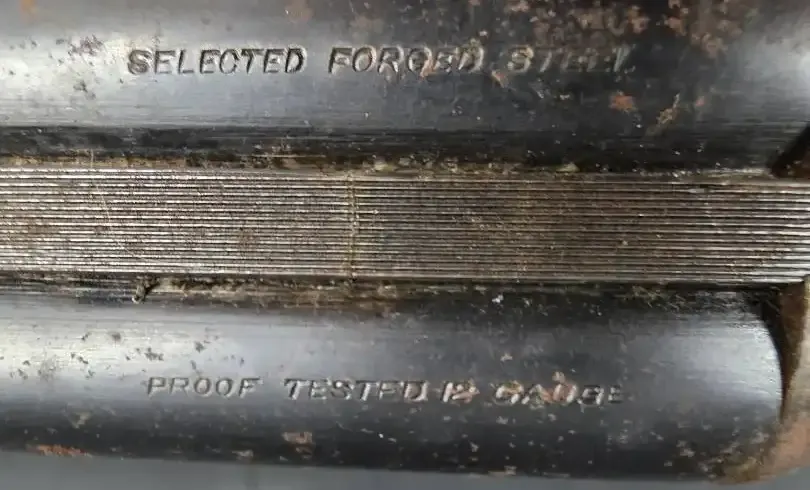 SELECTED FORGED STEEL
PROOF TESTED 12 GAUGE